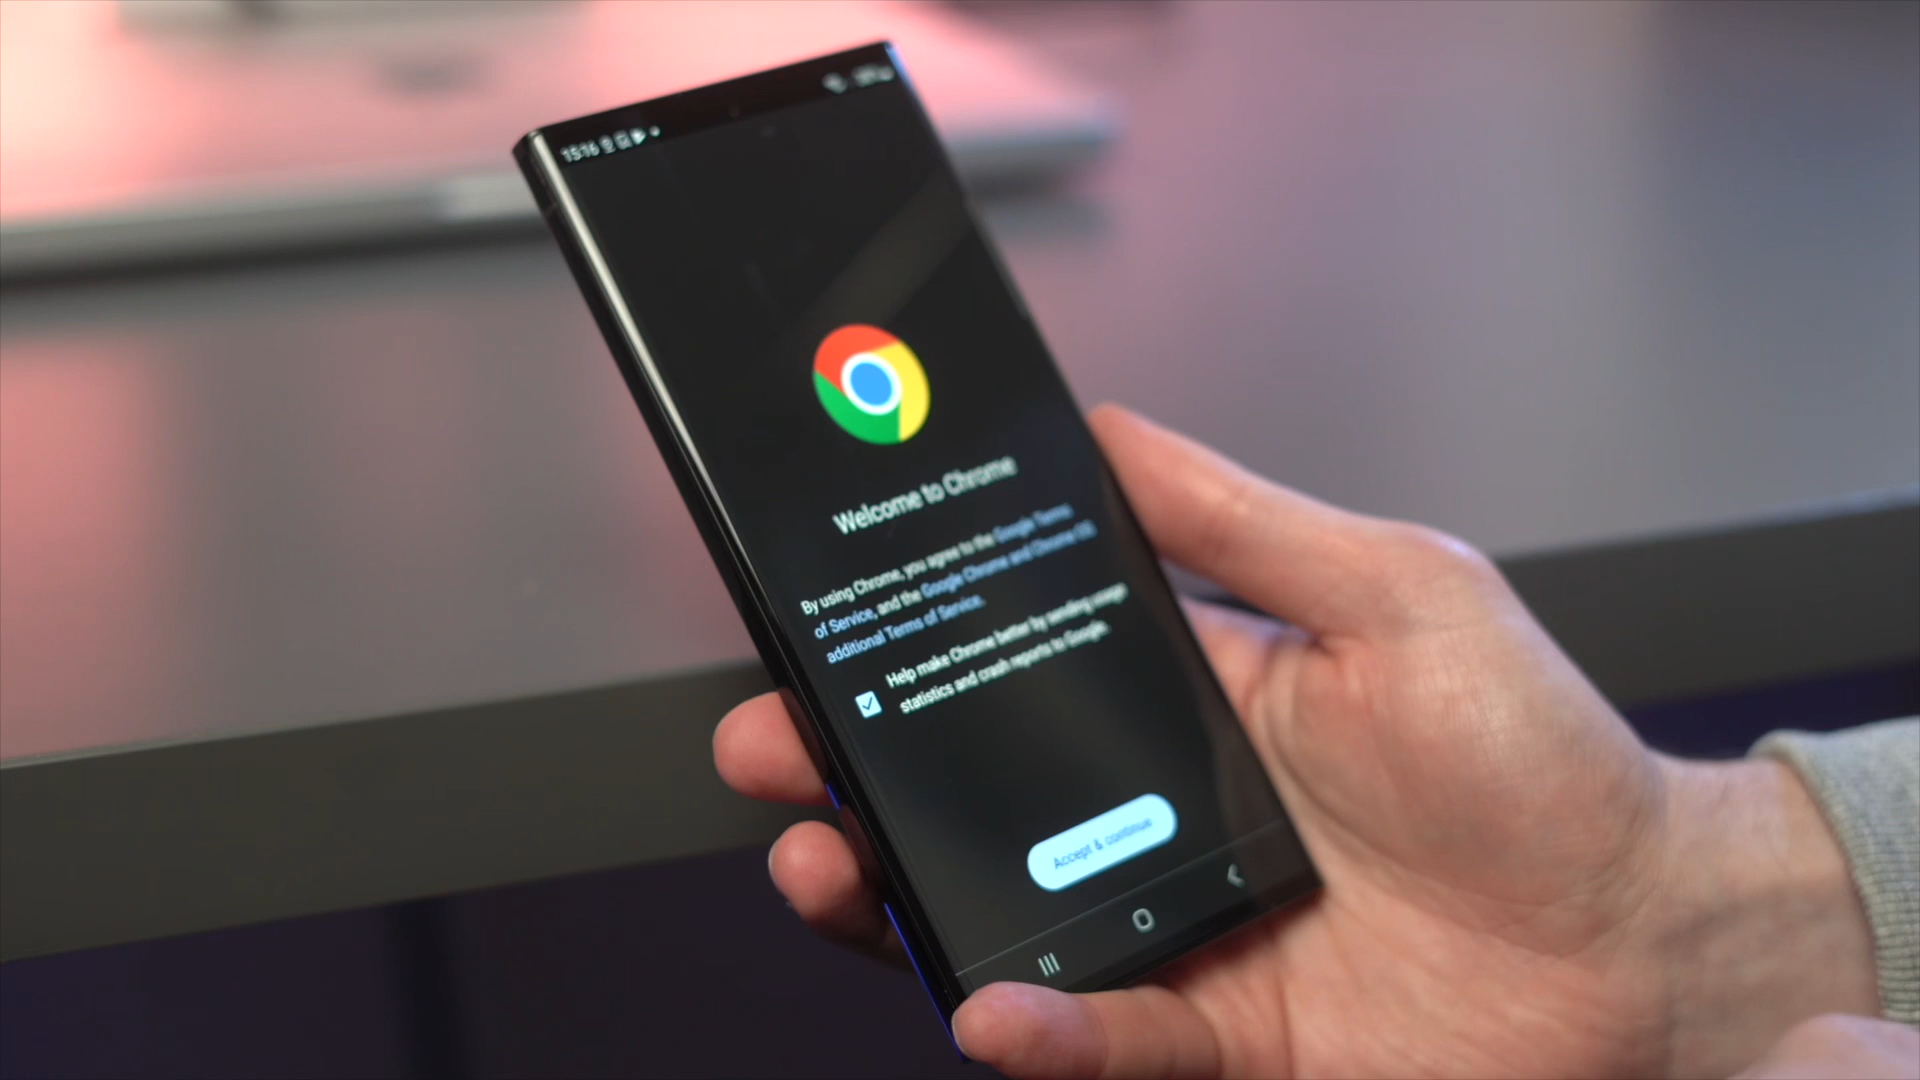 15:16
Welcome to Chrome
By using Chrome, you agree to the Google Terms
of Service, and the Google Chrome and Chrome OS
additional Terms of Service.
Help make Chrome better by sending usage
statistics and crash reports to Google.
Accept & continue